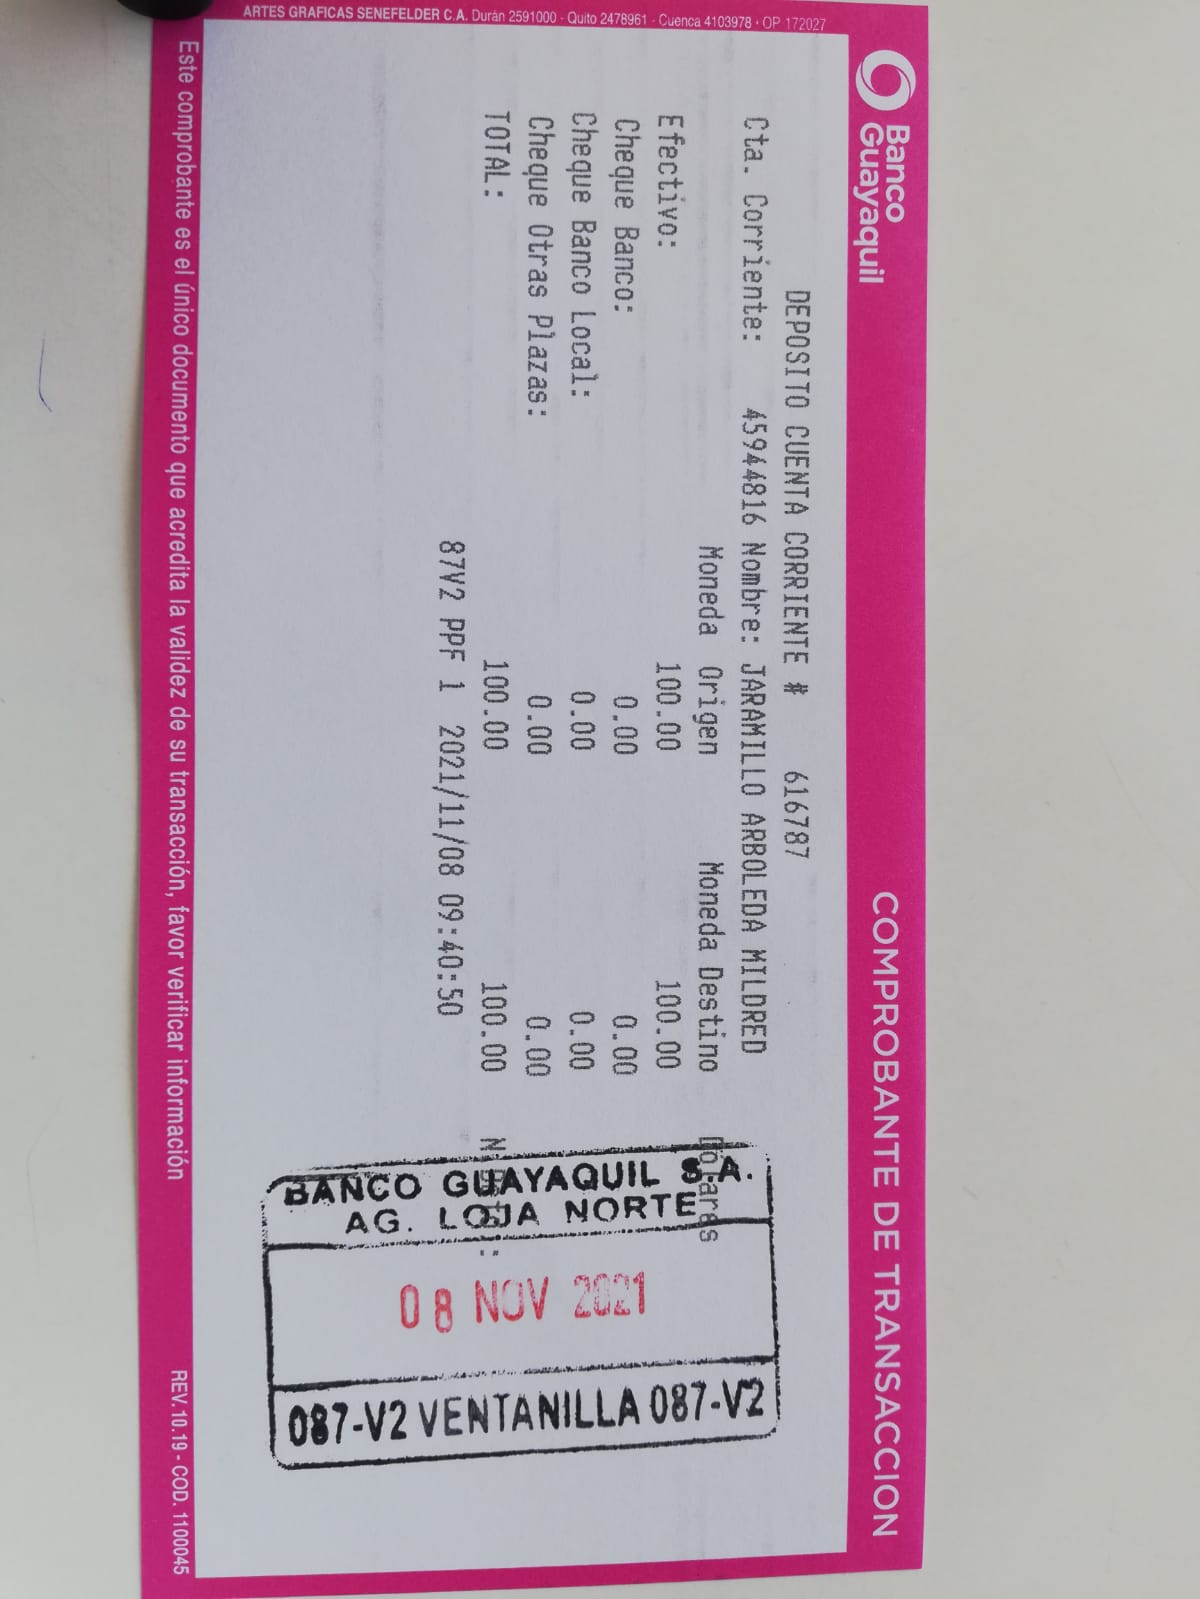 Banco
Guayaquil
COMPROBANTE DE TRANSACCION
DEPOSITO CUENTA CORRIENTE # 616787
Cta. Corriente: 45944816 Nombre: JARAMILLO ARBOLEDA MILDRED
Moneda Origen Moneda Destino Dolares
Efectivo: 100.00 100.00
Cheque Banco: 0.00 0.00
Cheque Banco Local: 0.00 0.00
Cheque Otras Plazas: 0.00 0.00
TOTAL: 100.00 100.00
87V2 PPF 1 2021/11/08 09:40:50
BANCO GUAYAQUIL S.A.
AG. LOJA NORTE
08 NOV 2021
087-V2 VENTANILLA 087-V2
ARTES GRAFICAS SENEFELDER C.A. Durán 2591000 - Quito 2478961 - Cuenca 4103978 • OP 172027
Este comprobante es el único documento que acredita la validez de su transacción, favor verificar información
REV.10.19 - COD. 1100045